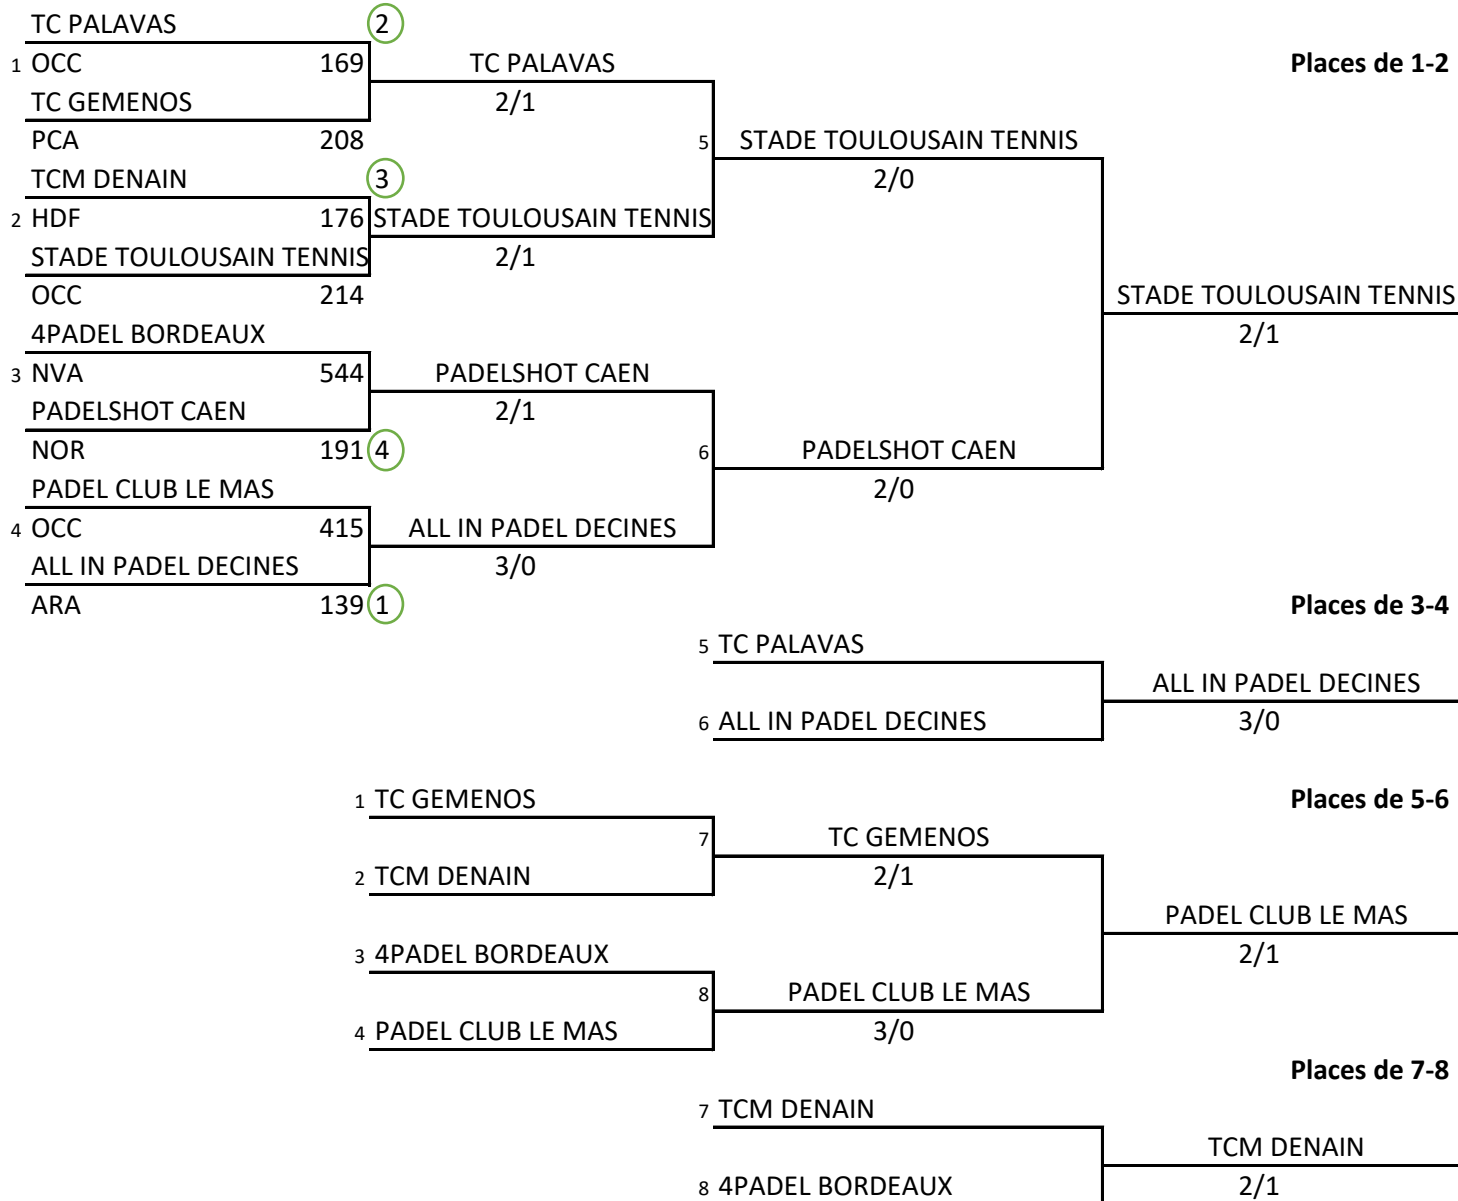 TC PALAVAS 2
1 OCC 169 TC PALAVAS Places de 1-2
TC GEMENOS 2/1
PCA 208 5 STADE TOULOUSAIN TENNIS
TCM DENAIN 3 2/0
2 HDF 176 STADE TOULOUSAIN TENNIS
STADE TOULOUSAIN TENNIS 2/1
OCC 214 STADE TOULOUSAIN TENNIS
4PADEL BORDEAUX 2/1
3 NVA 544 PADELSHOT CAEN
PADELSHOT CAEN 2/1
NOR 191 4 6 PADELSHOT CAEN
PADEL CLUB LE MAS 2/0
4 OCC 415 ALL IN PADEL DECINES
ALL IN PADEL DECINES 3/0
ARA 139 1 Places de 3-4
5 TC PALAVAS
ALL IN PADEL DECINES
6 ALL IN PADEL DECINES 3/0
1 TC GEMENOS Places de 5-6
7 TC GEMENOS
2 TCM DENAIN 2/1
PADEL CLUB LE MAS
3 4PADEL BORDEAUX 2/1
8 PADEL CLUB LE MAS
4 PADEL CLUB LE MAS 3/0
Places de 7-8
7 TCM DENAIN
TCM DENAIN
8 4PADEL BORDEAUX 2/1